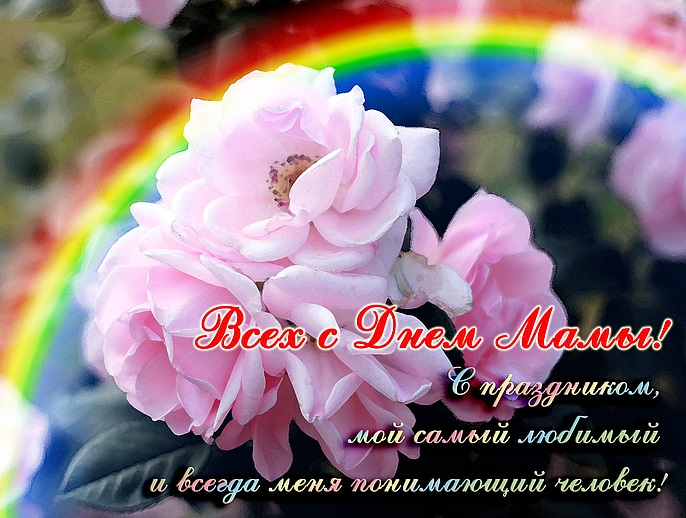 Всех с Днем Мамы!
С праздником,
мой самый любимый
и всегда меня понимающий человек!